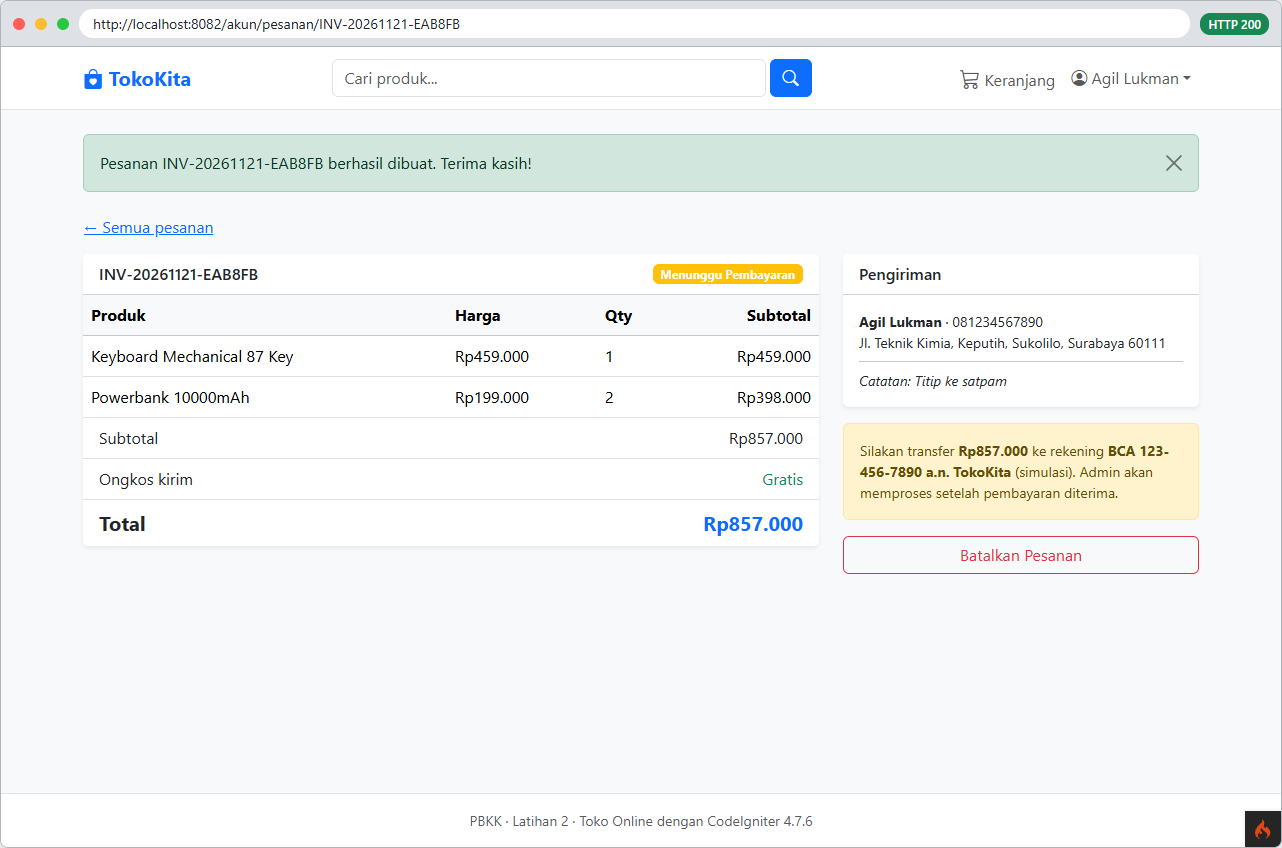 http://localhost:8082/akun/pesanan/INV-20261121-EAB8FB
HTTP 200
TokoKita
Cari produk...
Keranjang
Agil Lukman
Pesanan INV-20261121-EAB8FB berhasil dibuat. Terima kasih!
← Semua pesanan
INV-20261121-EAB8FB
Menunggu Pembayaran
Produk Harga Qty Subtotal
Keyboard Mechanical 87 Key Rp459.000 1 Rp459.000
Powerbank 10000mAh Rp199.000 2 Rp398.000
Subtotal Rp857.000
Ongkos kirim Gratis
Total Rp857.000
Pengiriman
Agil Lukman · 081234567890
Jl. Teknik Kimia, Keputih, Sukolilo, Surabaya 60111
Catatan: Titip ke satpam
Silakan transfer Rp857.000 ke rekening BCA 123-
456-7890 a.n. TokoKita (simulasi). Admin akan
memproses setelah pembayaran diterima.
Batalkan Pesanan
PBKK · Latihan 2 · Toko Online dengan CodeIgniter 4.7.6